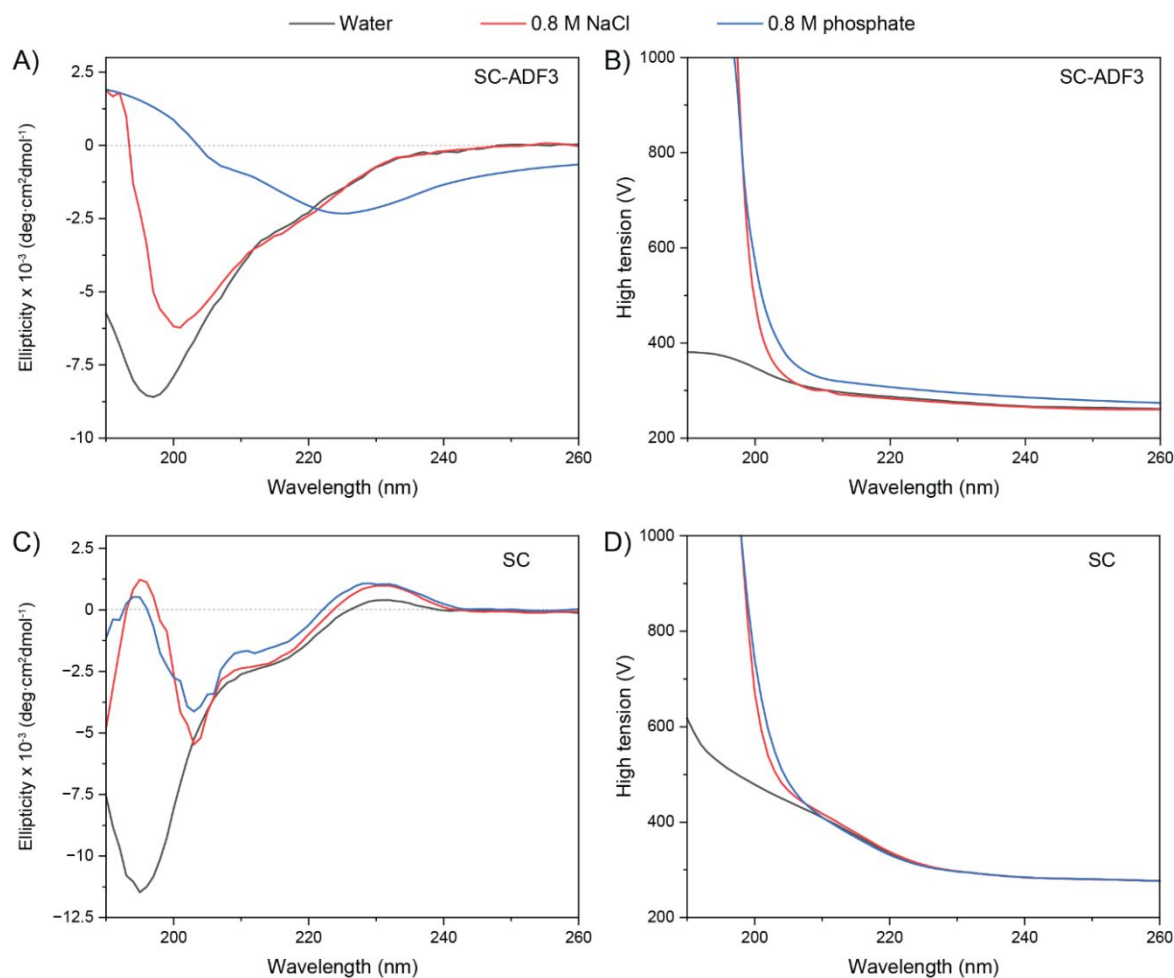 Water 0.8 M NaCl 0.8 M phosphate
A) SC-ADF3
Ellipticity x 10⁻³ (deg·cm²dmol⁻¹)
2.5
0
-2.5
-5
-7.5
-10
200 220 240 260
Wavelength (nm)
B) SC-ADF3
High tension (V)
1000
800
600
400
200
200 220 240 260
Wavelength (nm)
C) SC
Ellipticity x 10⁻³ (deg·cm²dmol⁻¹)
2.5
0
−2.5
−5
−7.5
−10
−12.5
200 220 240 260
Wavelength (nm)
D) SC
High tension (V)
1000
800
600
400
200
200 220 240 260
Wavelength (nm)